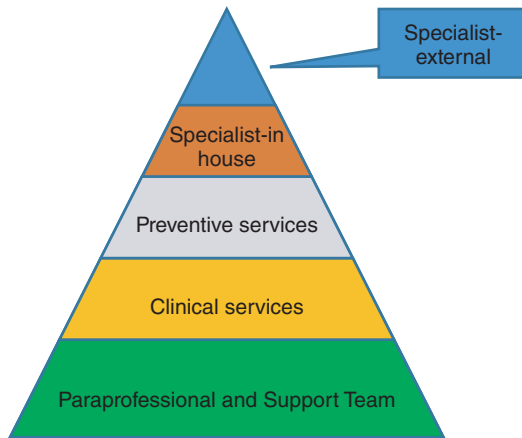 Specialist-
external
Specialist-in
house
Preventive services
Clinical services
Paraprofessional and Support Team